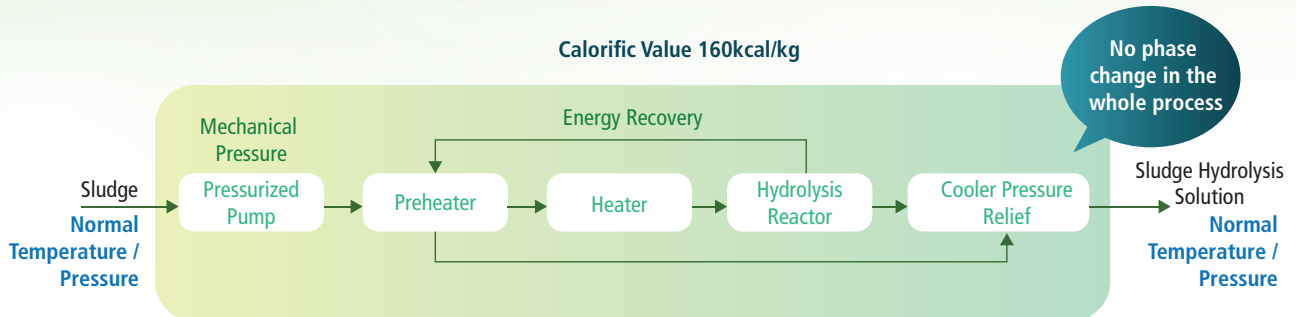 Calorific Value 160kcal/kg
No phase
change in the
whole process
Mechanical
Pressure
Energy Recovery
Sludge
Normal
Temperature /
Pressure
Pressurized
Pump
Preheater
Heater
Hydrolysis
Reactor
Cooler Pressure
Relief
Sludge Hydrolysis
Solution
Normal
Temperature /
Pressure